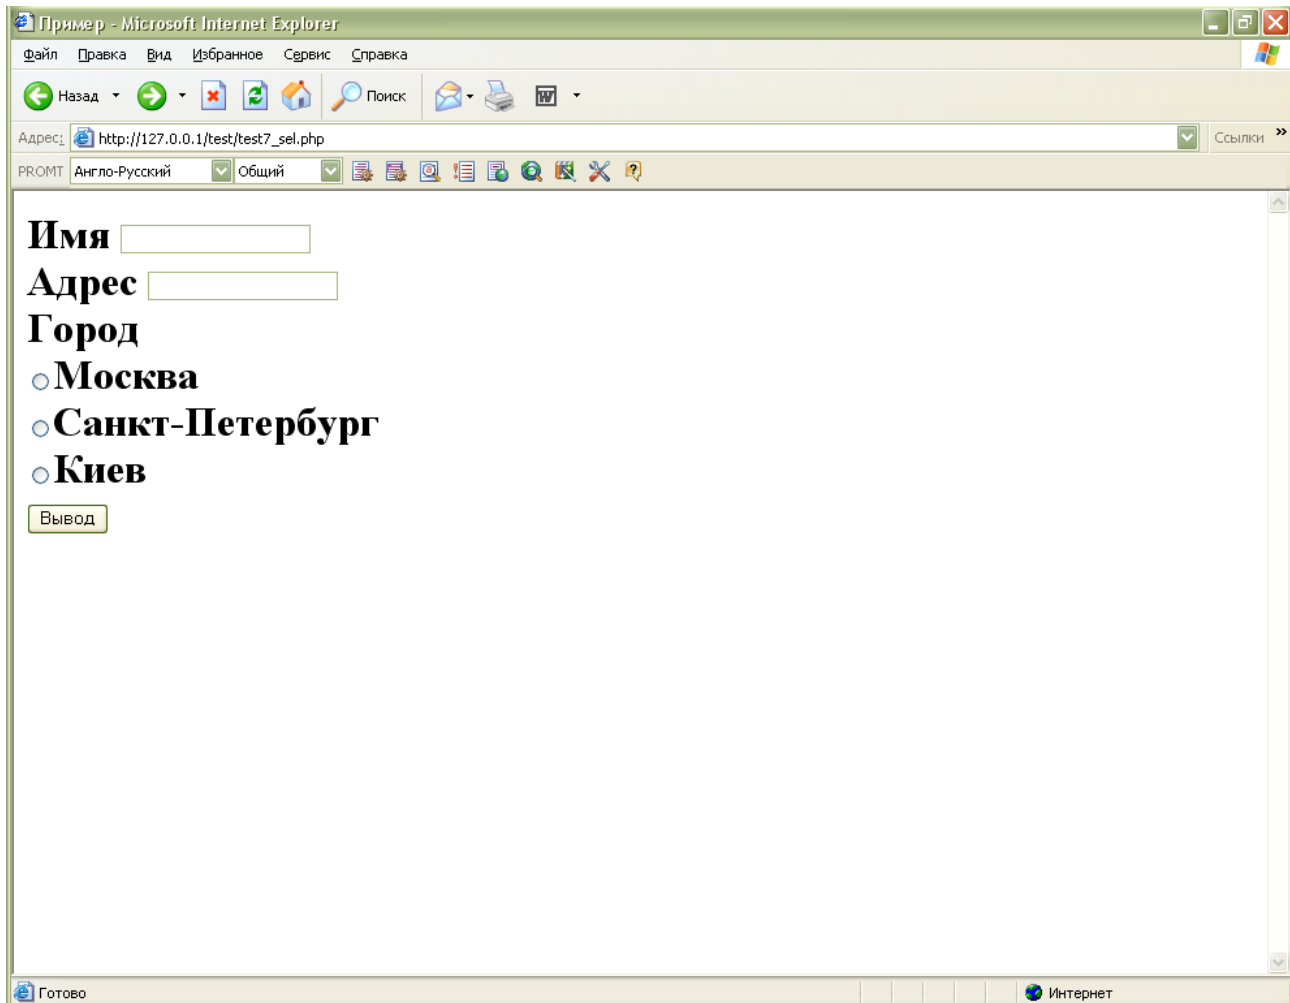 Пример - Microsoft Internet Explorer
Файл Правка Вид Избранное Сервис Справка
Назад Поиск
Адрес: http://127.0.0.1/test/test7_sel.php Ссылки »
PROMT Англо-Русский Общий
Имя
Адрес
Город
Москва
Санкт-Петербург
Киев
Вывод
Готово Интернет